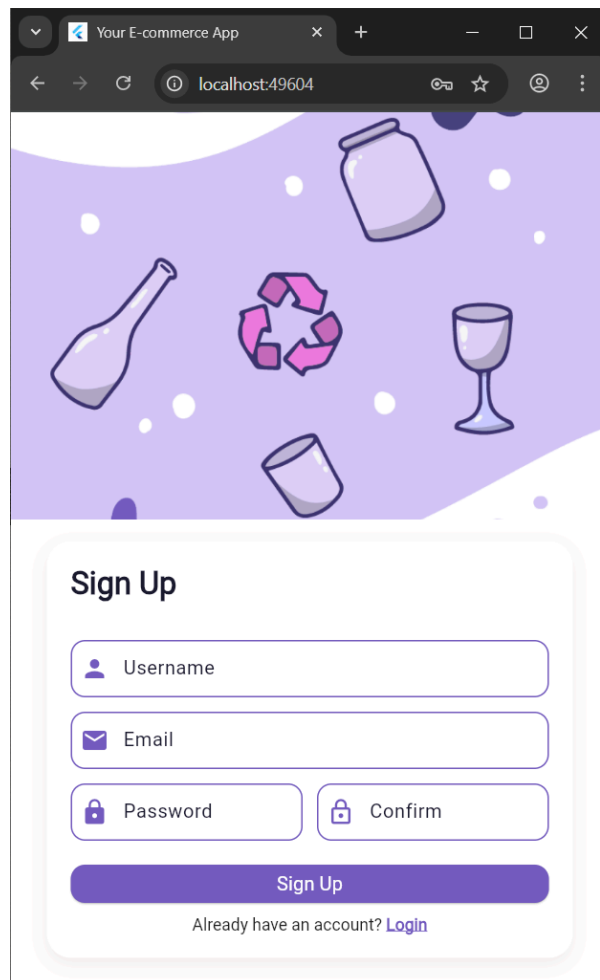 Your E-commerce App
localhost:49604
Sign Up
Username
Email
Password Confirm
Sign Up
Already have an account? Login